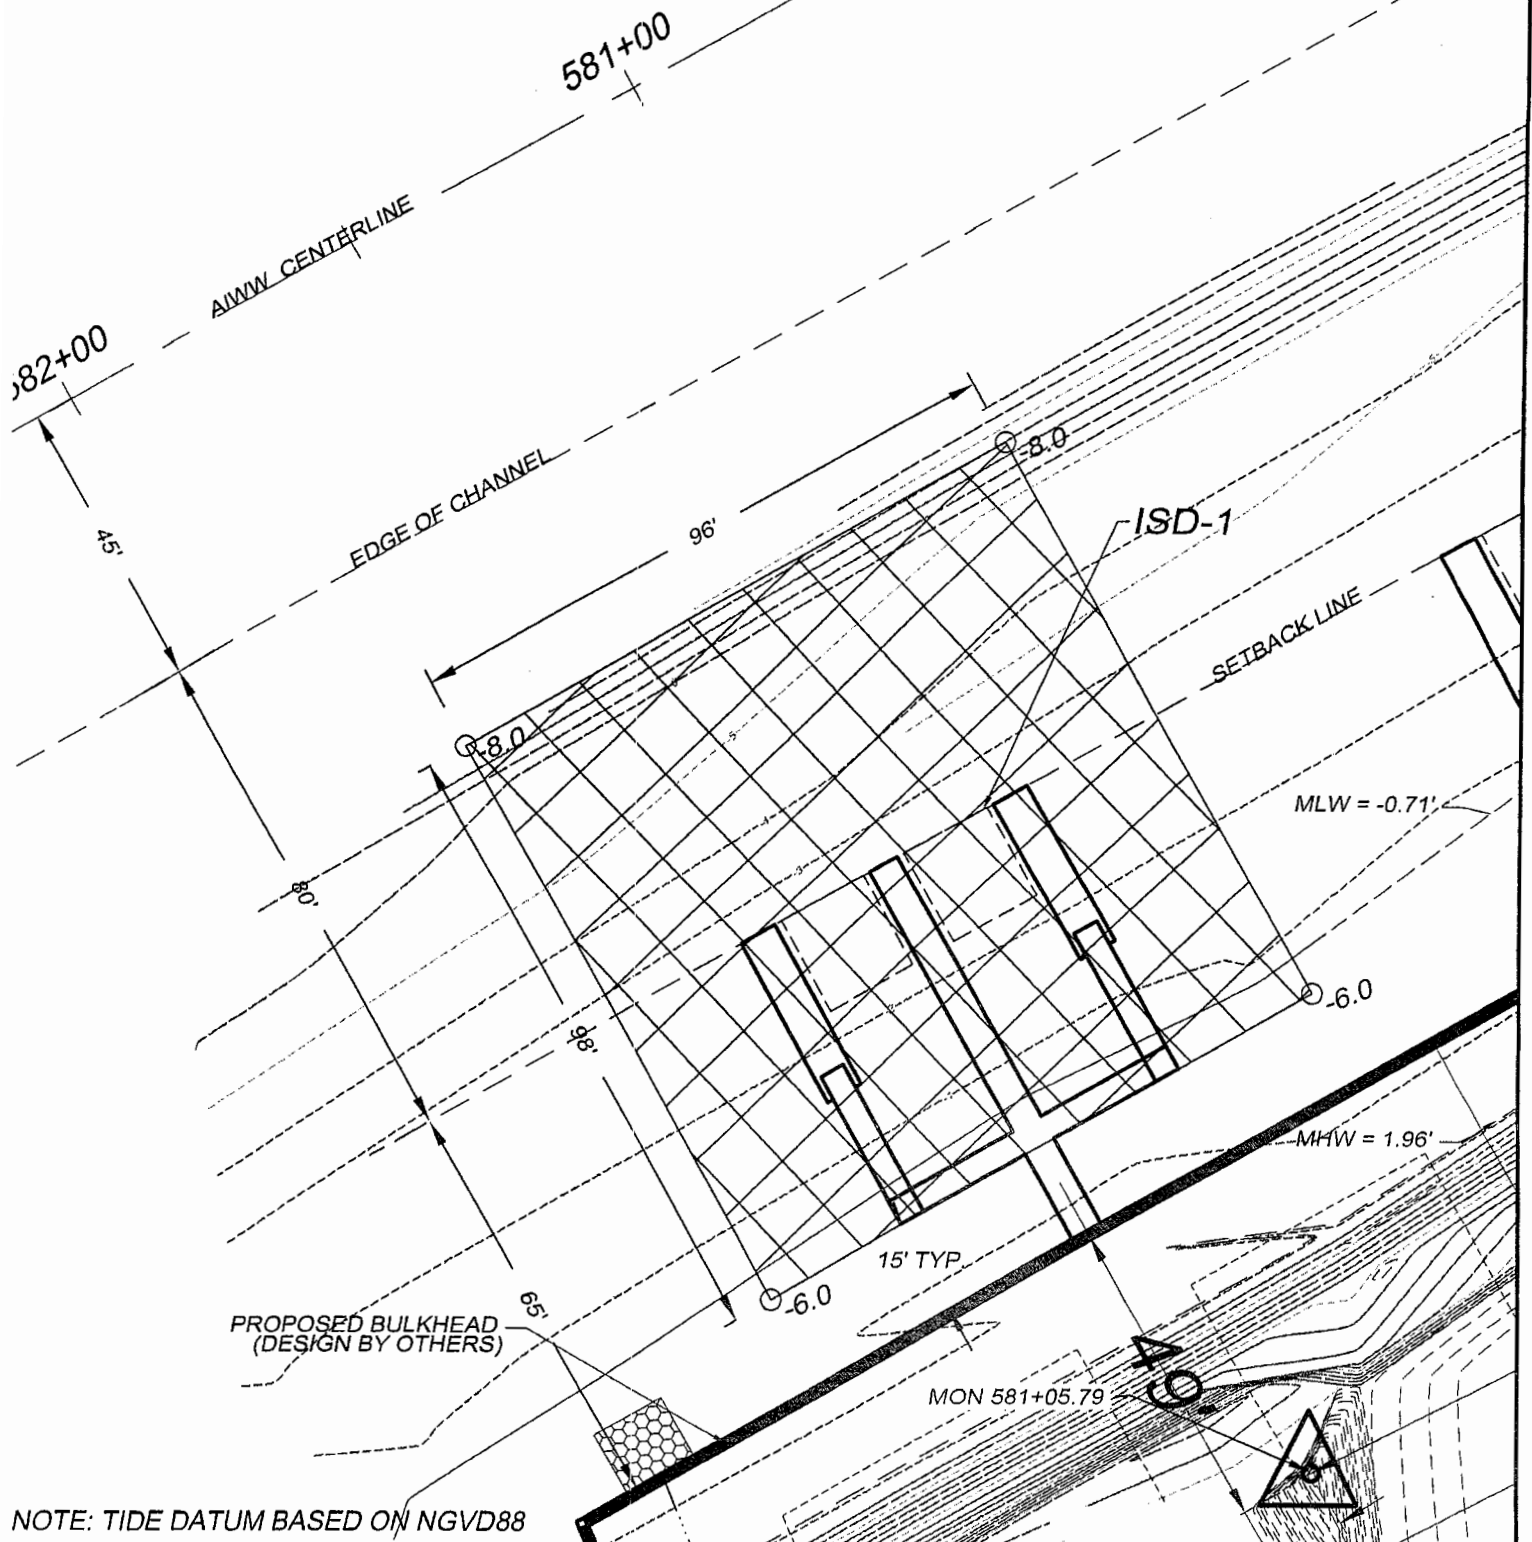 581+00
AIWW CENTERLINE
582+00
45'
EDGE OF CHANNEL
96'
-8.0
ISD-1
SETBACK LINE
-8.0
MLW = -0.71'
80'
98'
-6.0
MHW = 1.96'
15' TYP.
-6.0
65'
PROPOSED BULKHEAD
(DESIGN BY OTHERS)
49'
MON 581+05.79
NOTE: TIDE DATUM BASED ON NGVD88